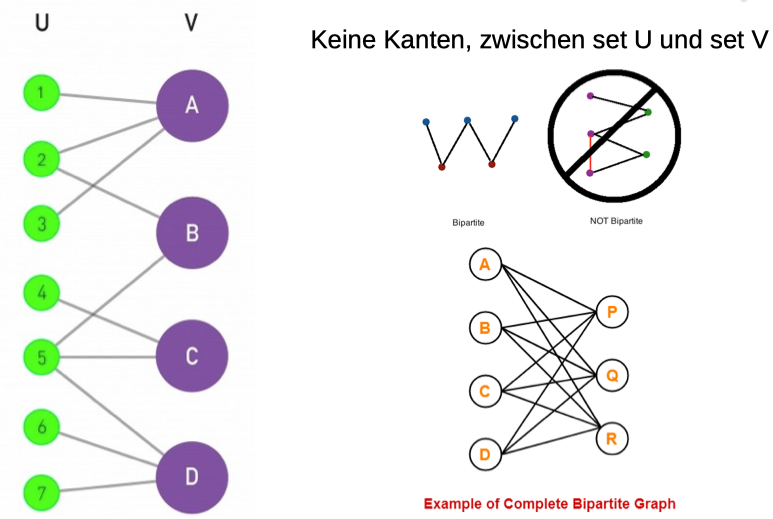 U V
1
2
3
4
5
6
7
A
B
C
D
Keine Kanten, zwischen set U und set V
Bipartite
NOT Bipartite
A
B
C
D
P
Q
R
Example of Complete Bipartite Graph